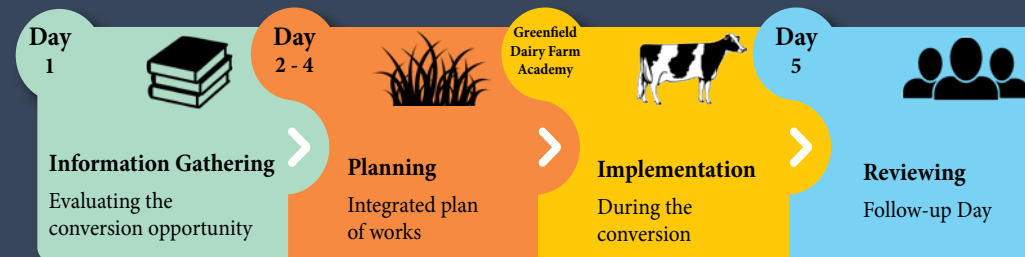 Day
1
Information Gathering
Evaluating the
conversion opportunity
Day
2 - 4
Planning
Integrated plan
of works
Greenfield
Dairy Farm
Academy
Implementation
During the
conversion
Day
5
Reviewing
Follow-up Day